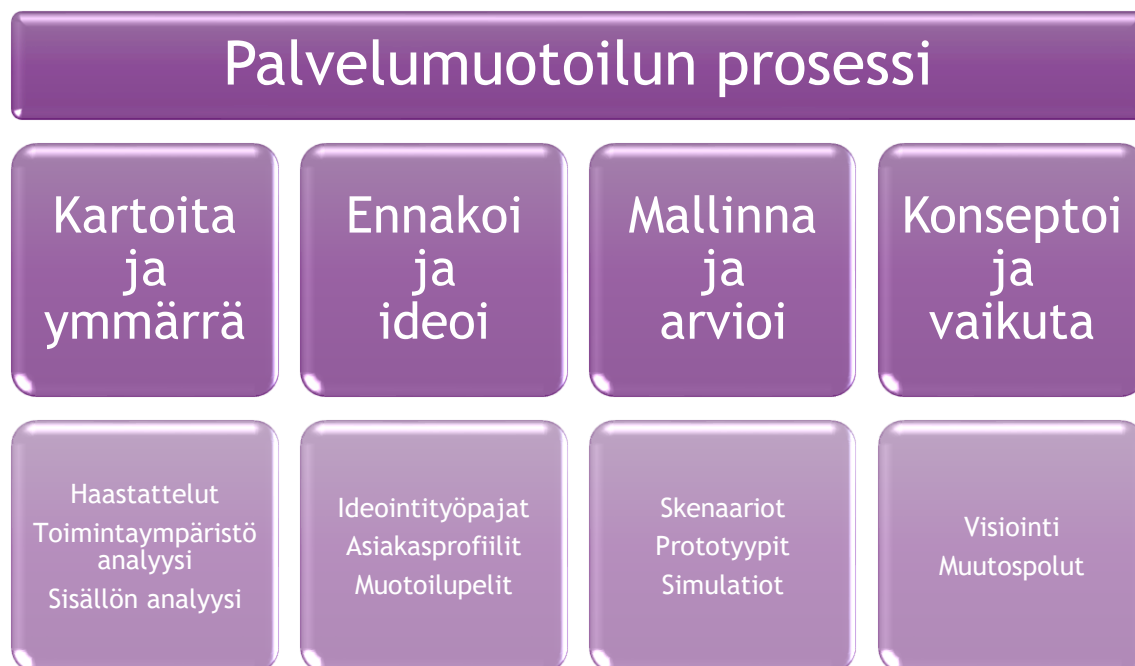 Palvelumuotoilun prosessi
Kartoita
ja
ymmärrä
Ennakoi
ja
ideoi
Mallinna
ja
arvioi
Konseptoi
ja
vaikuta
Haastattelut
Toimintaympäristö
analyysi
Sisällön analyysi
Ideointityöpajat
Asiakasprofiilit
Muotoilupelit
Skenaariot
Prototyypit
Simulatiot
Visiointi
Muutospolut